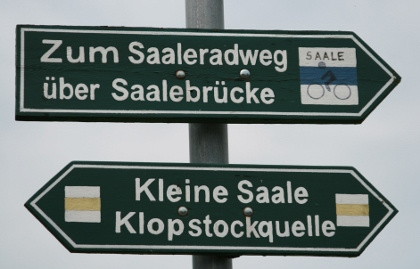 Zum Saaleradweg
über Saalebrücke
SAALE
Kleine Saale
Klopstockquelle